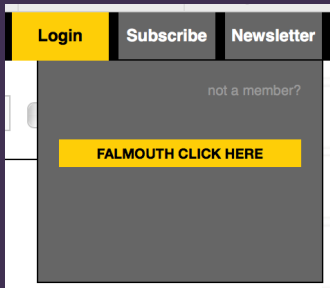 Login Subscribe Newsletter
not a member?
FALMOUTH CLICK HERE